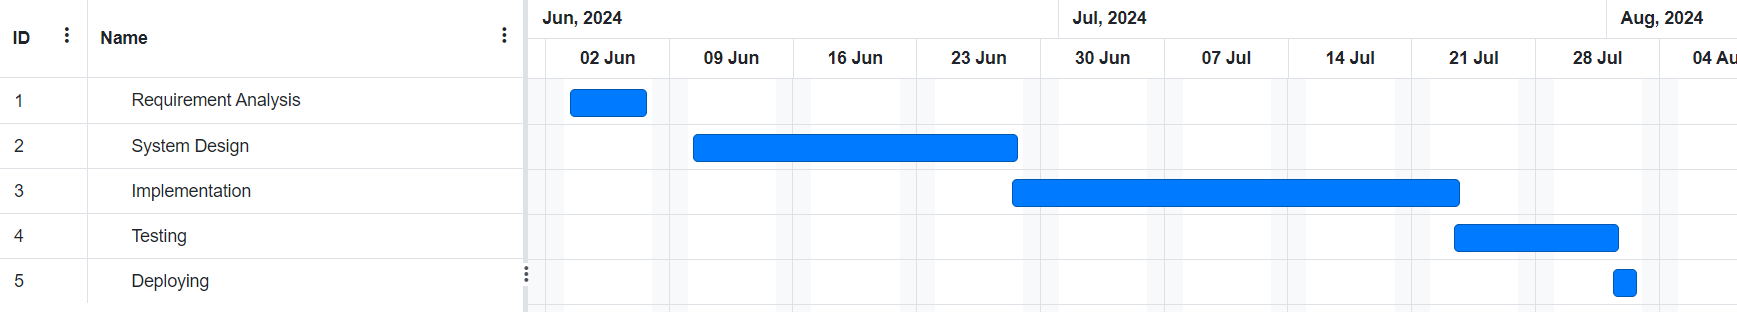 Jun, 2024 Jul, 2024 Aug, 2024
ID Name
02 Jun 09 Jun 16 Jun 23 Jun 30 Jun 07 Jul 14 Jul 21 Jul 28 Jul 04 Au
1 Requirement Analysis
2 System Design
3 Implementation
4 Testing
5 Deploying